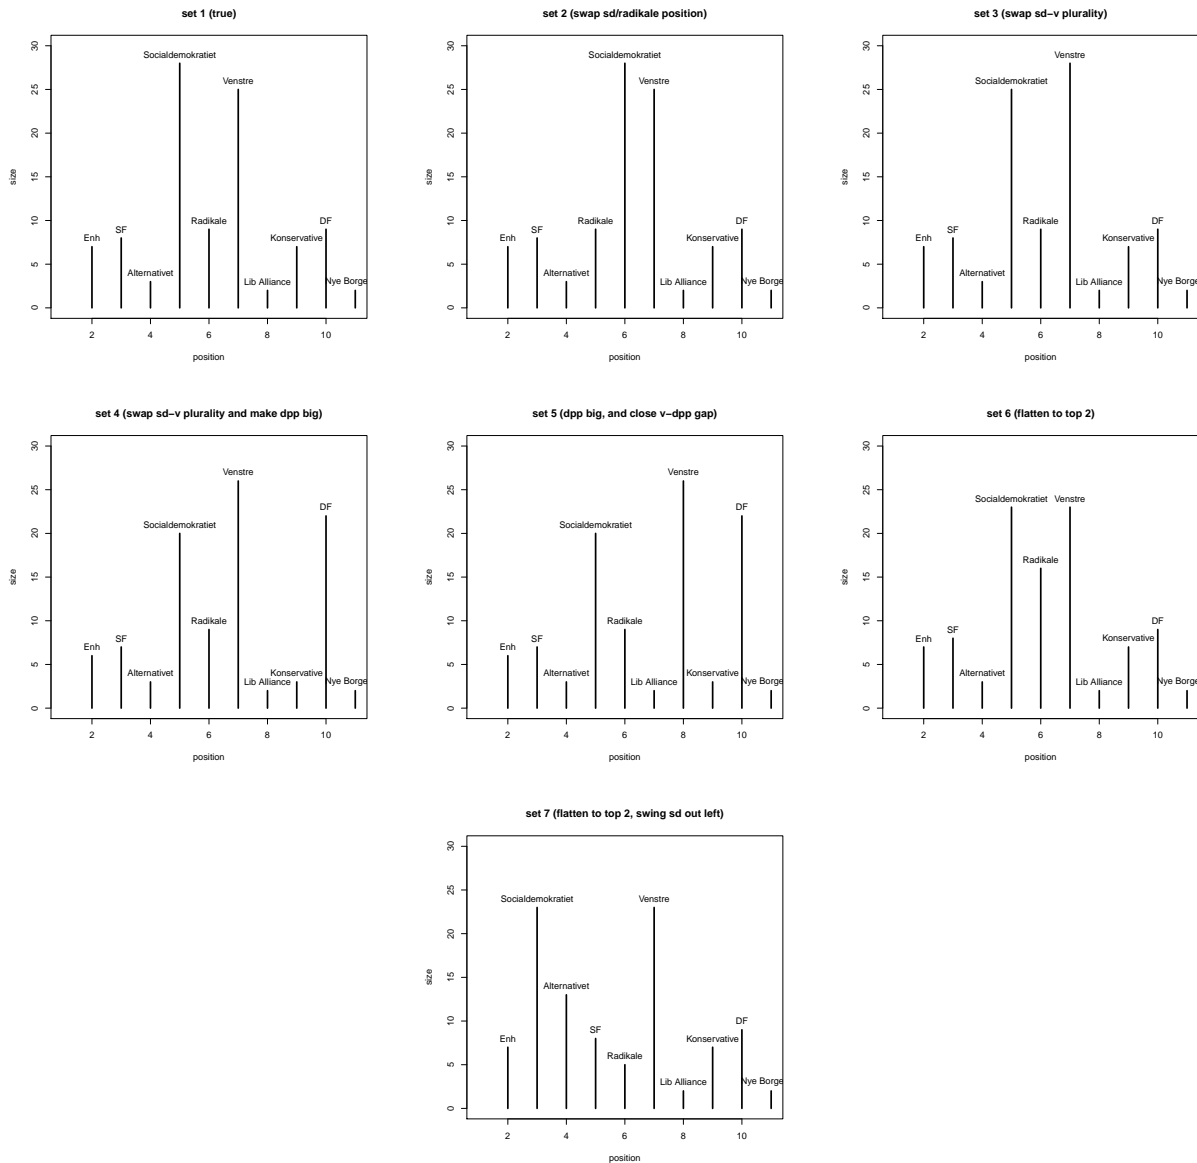 set 1 (true)
size
30
25
20
15
10
5
0
Socialdemokratiet
Venstre
Radikale
DF
SF
Enh
Konservative
Alternativet
Lib Alliance
Nye Borge
2 4 6 8 10
position
set 2 (swap sd/radikale position)
size
30
25
20
15
10
5
0
Socialdemokratiet
Venstre
Radikale
DF
SF
Enh
Konservative
Alternativet
Lib Alliance
Nye Borge
2 4 6 8 10
position
set 3 (swap sd−v plurality)
size
30
25
20
15
10
5
0
Venstre
Socialdemokratiet
Radikale
DF
SF
Enh
Konservative
Alternativet
Lib Alliance
Nye Borge
2 4 6 8 10
position
set 4 (swap sd−v plurality and make dpp big)
size
30
25
20
15
10
5
0
Venstre
DF
Socialdemokratiet
Radikale
SF
Enh
Alternativet
Konservative
Lib Alliance
Nye Borge
2 4 6 8 10
position
set 5 (dpp big, and close v−dpp gap)
size
30
25
20
15
10
5
0
Venstre
DF
Socialdemokratiet
Radikale
SF
Enh
Alternativet
Konservative
Lib Alliance
Nye Borge
2 4 6 8 10
position
set 6 (flatten to top 2)
size
30
25
20
15
10
5
0
Socialdemokratiet Venstre
Radikale
DF
SF
Enh
Konservative
Alternativet
Lib Alliance
Nye Borge
2 4 6 8 10
position
set 7 (flatten to top 2, swing sd out left)
size
30
25
20
15
10
5
0
Socialdemokratiet Venstre
Alternativet
DF
SF
Enh
Konservative
Radikale
Lib Alliance
Nye Borge
2 4 6 8 10
position